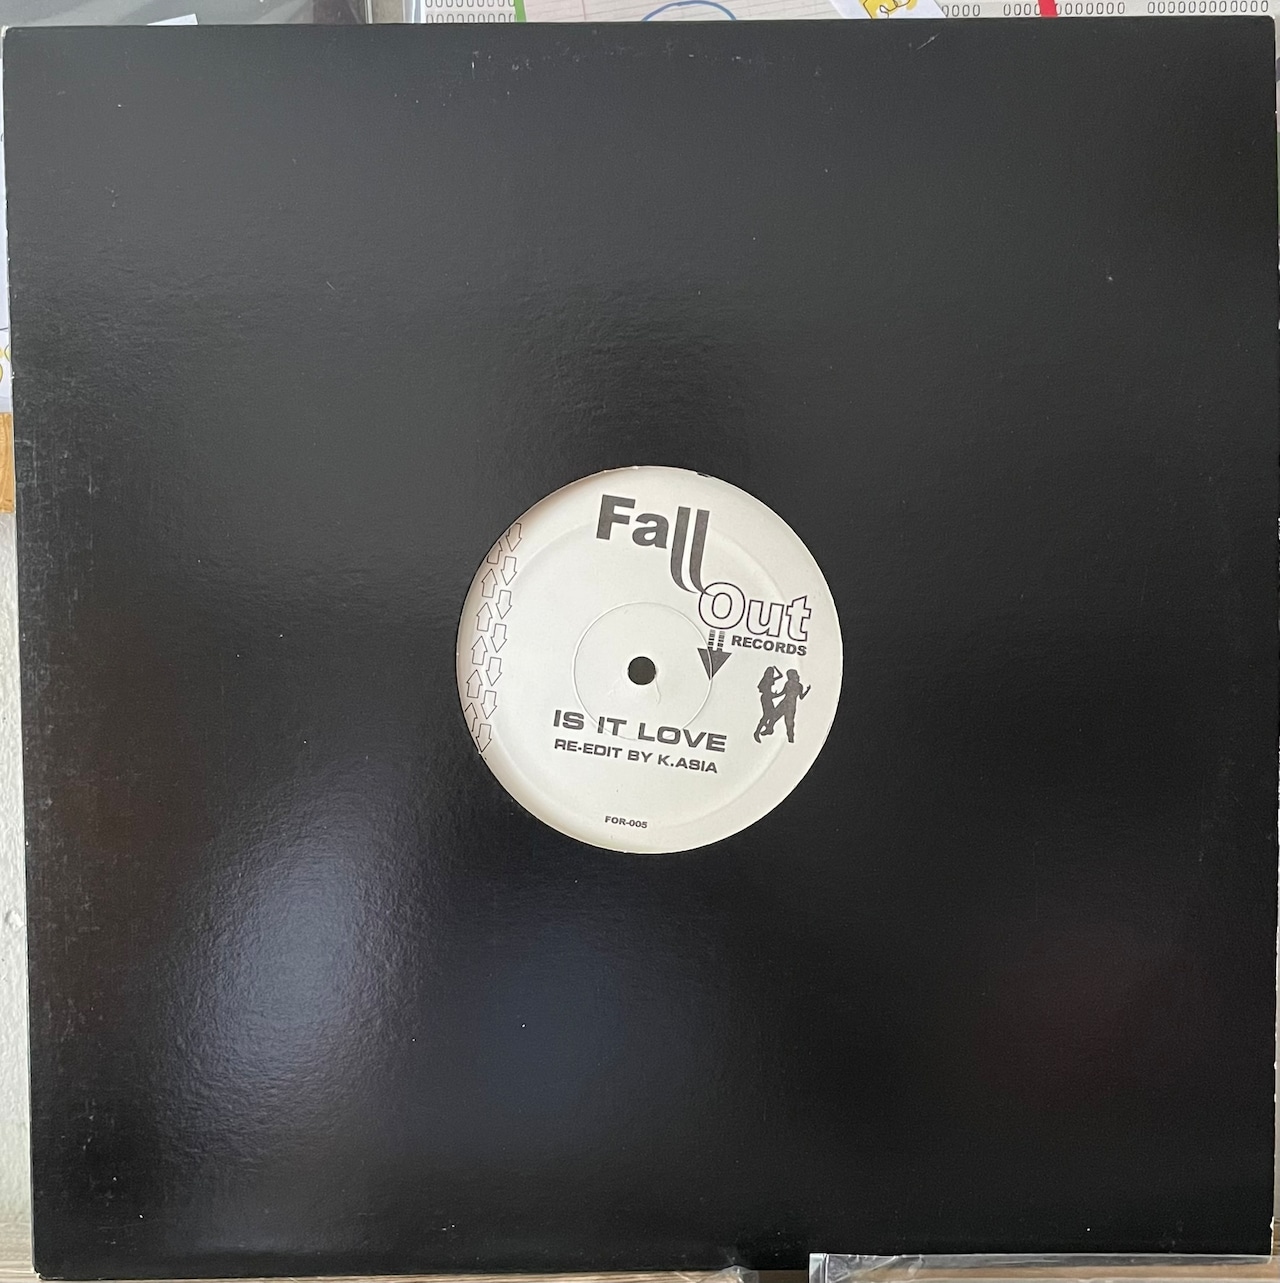 Fall
Out
RECORDS
IS IT LOVE
RE-EDIT BY K.ASIA
FOR-005